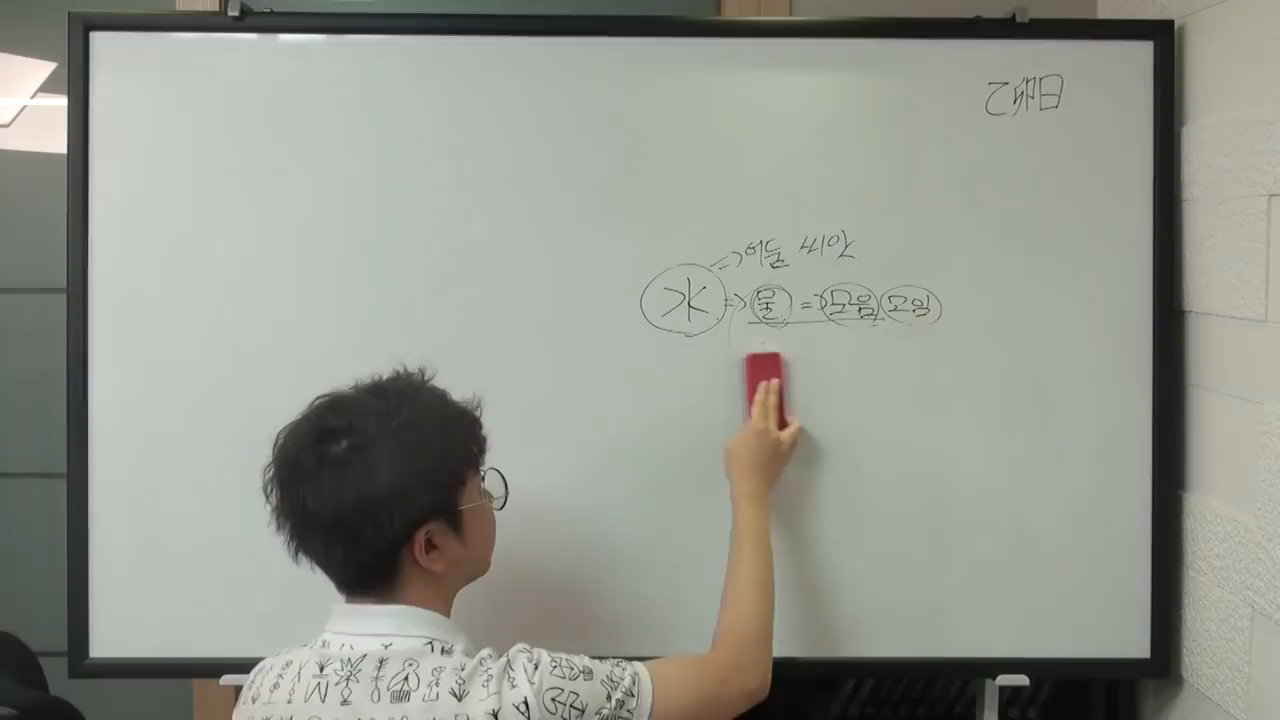 乙卯日
=> 어둠 씨앗
水 => 물 => 모음 모임